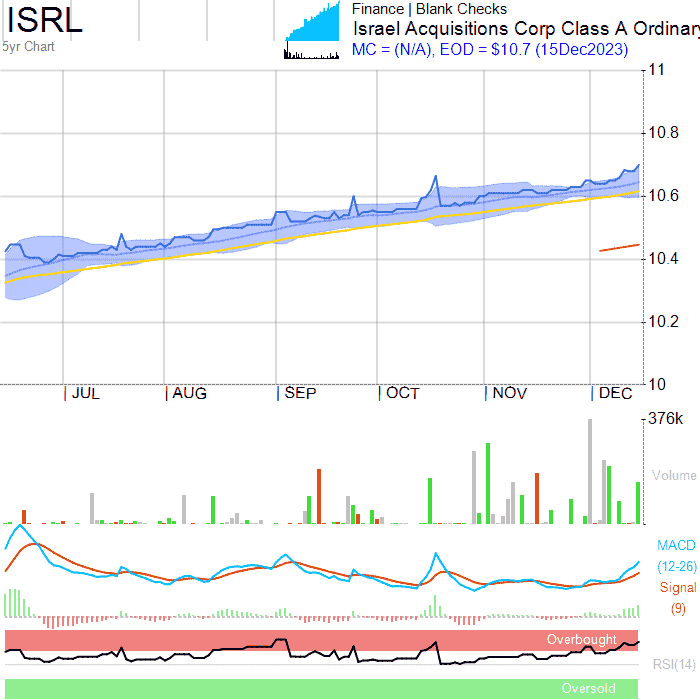 ISRL
5yr Chart
Finance | Blank Checks
Israel Acquisitions Corp Class A Ordinary
MC = (N/A), EOD = $10.7 (15Dec2023)
11
10.8
10.6
10.4
10.2
10
JUL
AUG
SEP
OCT
NOV
DEC
376k
Volume
MACD
(12-26)
Signal
(9)
Overbought
RSI(14)
Oversold